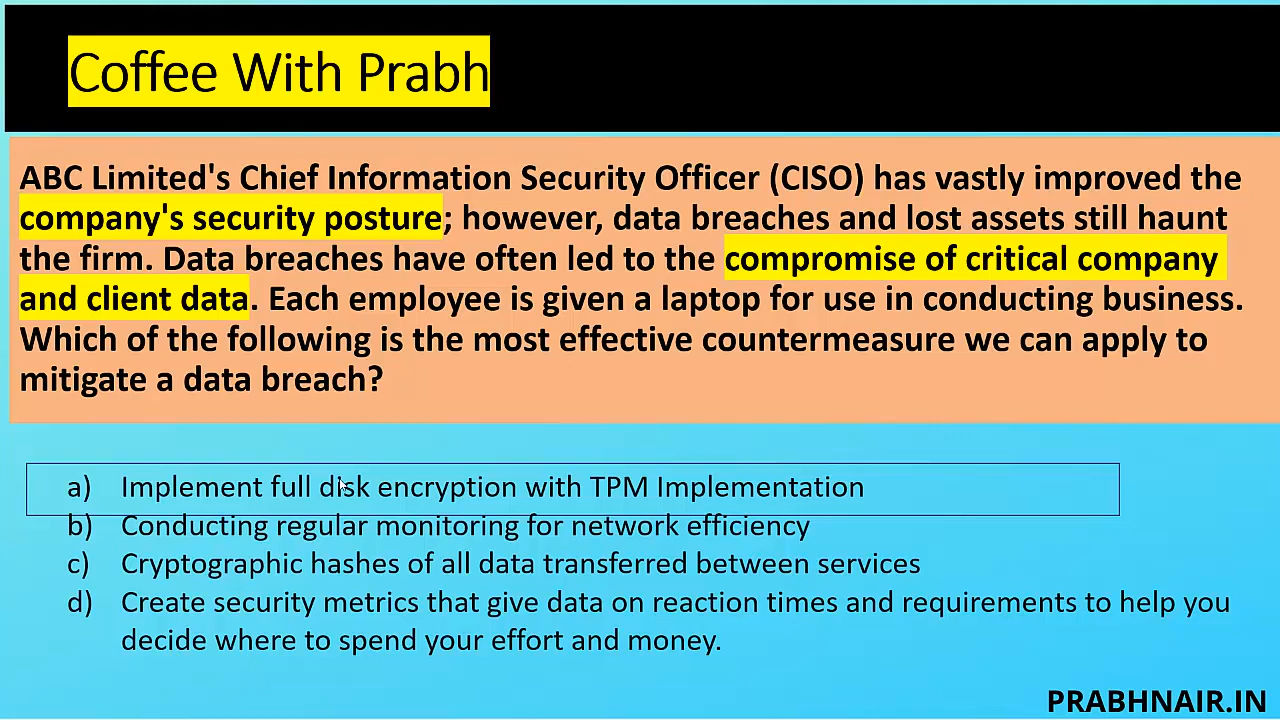 Coffee With Prabh
ABC Limited's Chief Information Security Officer (CISO) has vastly improved the
company's security posture; however, data breaches and lost assets still haunt
the firm. Data breaches have often led to the compromise of critical company
and client data. Each employee is given a laptop for use in conducting business.
Which of the following is the most effective countermeasure we can apply to
mitigate a data breach?
a) Implement full disk encryption with TPM Implementation
b) Conducting regular monitoring for network efficiency
c) Cryptographic hashes of all data transferred between services
d) Create security metrics that give data on reaction times and requirements to help you
decide where to spend your effort and money.
PRABHNAIR.IN